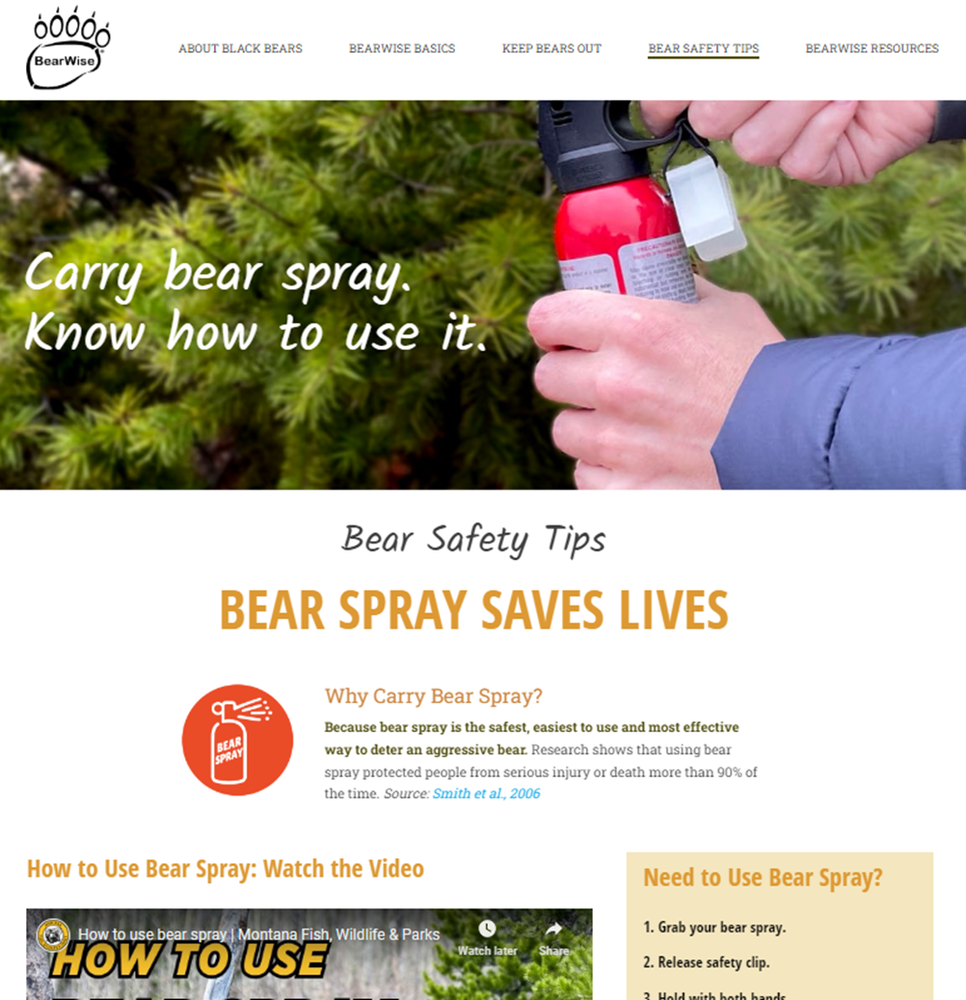 BearWise
ABOUT BLACK BEARS
BEARWISE BASICS
KEEP BEARS OUT
BEAR SAFETY TIPS
BEARWISE RESOURCES
Carry bear spray.
Know how to use it.
Bear Safety Tips
BEAR SPRAY SAVES LIVES
BEAR
SPRAY
Why Carry Bear Spray?
Because bear spray is the safest, easiest to use and most effective
way to deter an aggressive bear. Research shows that using bear
spray protected people from serious injury or death more than 90% of
the time. Source: Smith et al., 2006
How to Use Bear Spray: Watch the Video
How to use bear spray | Montana Fish, Wildlife & Parks
Watch later
Share
HOW TO USE
Need to Use Bear Spray?
1. Grab your bear spray.
2. Release safety clip.
3. Hold with both hands